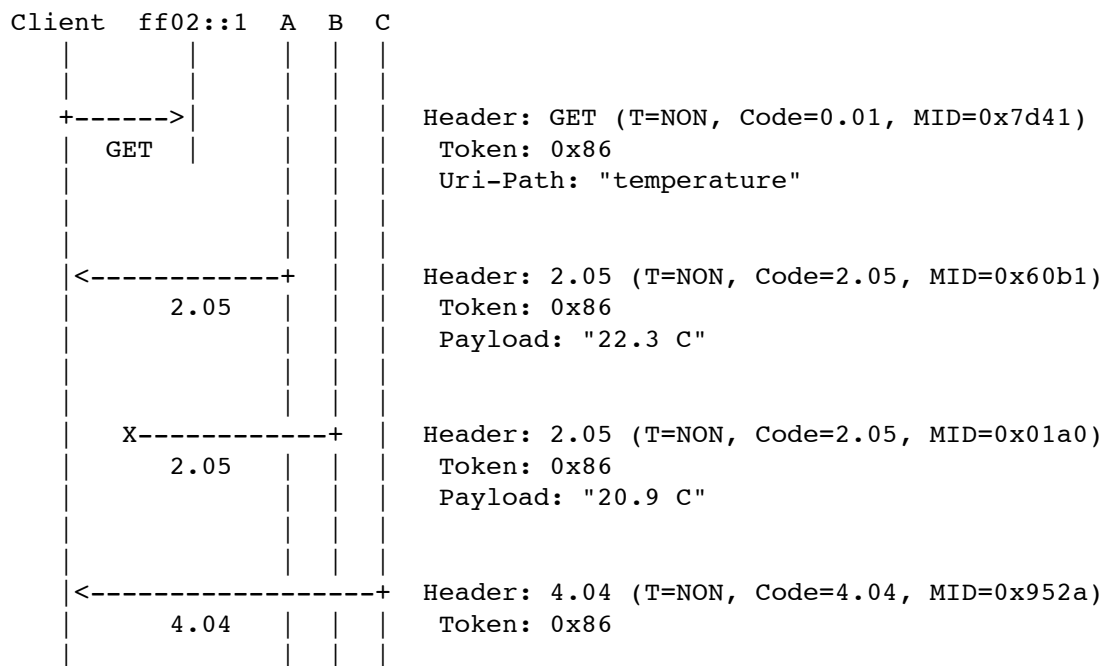 Client ff02::1 A B C
Header: GET (T=NON, Code=0.01, MID=0x7d41)
GET Token: 0x86
Uri-Path: "temperature"
Header: 2.05 (T=NON, Code=2.05, MID=0x60b1)
2.05 Token: 0x86
Payload: "22.3 C"
X Header: 2.05 (T=NON, Code=2.05, MID=0x01a0)
2.05 Token: 0x86
Payload: "20.9 C"
Header: 4.04 (T=NON, Code=4.04, MID=0x952a)
4.04 Token: 0x86